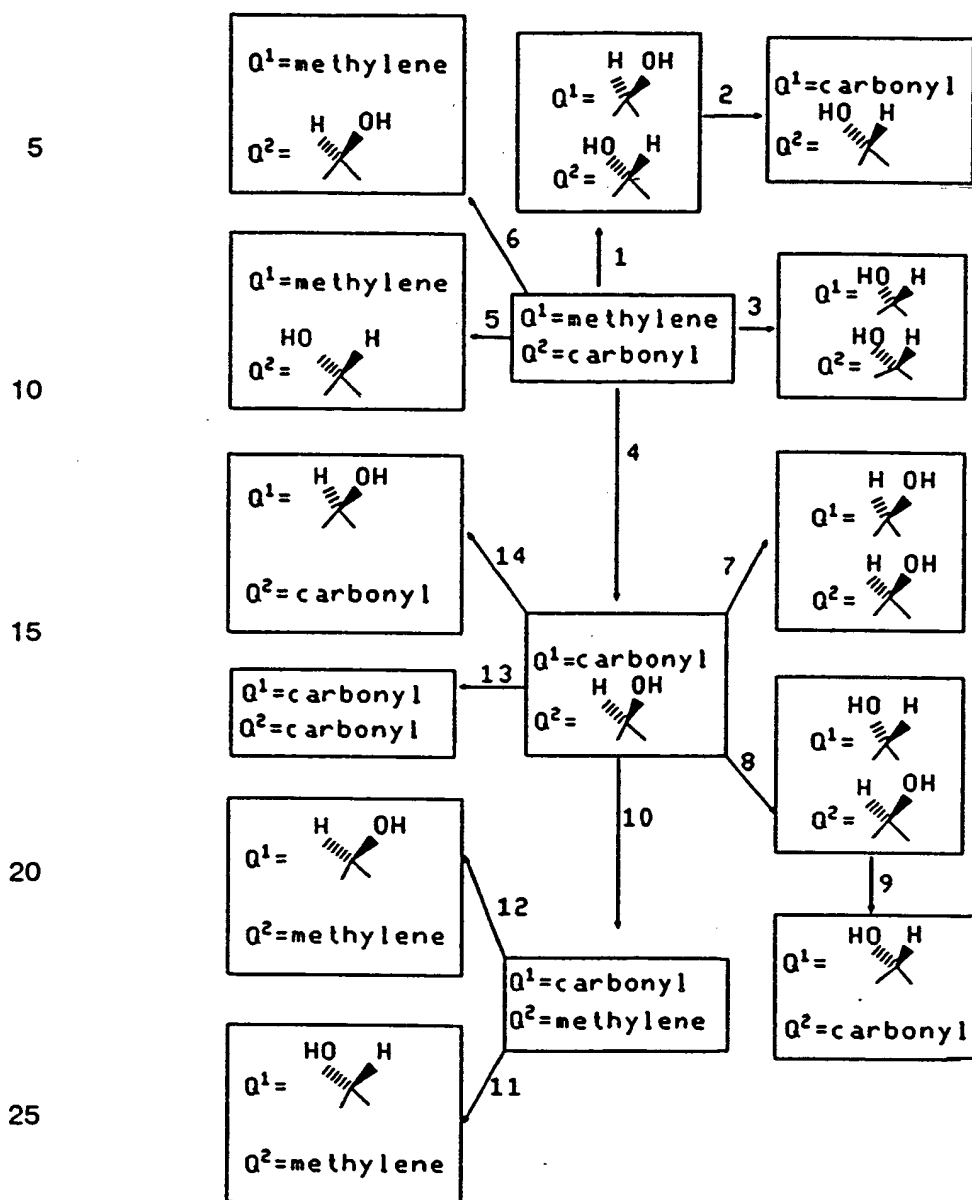 Q¹=methylene
H OH
Q²=
H OH
Q¹=
HO H
Q²=
2
Q¹=carbonyl
HO H
Q²=
5
6
1
Q¹=methylene
HO H
Q²=
5
Q¹=methylene
Q²=carbonyl
3
HO H
Q¹=
HO H
Q²=
10
4
H OH
Q¹=
Q²=carbonyl
14
7
H OH
Q¹=
H OH
Q²=
15
Q¹=carbonyl
Q²=carbonyl
13
Q¹=carbonyl
H OH
Q²=
8
HO H
Q¹=
H OH
Q²=
10
9
H OH
Q¹=
Q²=methylene
20
12
Q¹=carbonyl
Q²=methylene
HO H
Q¹=
Q²=carbonyl
HO H
Q¹=
Q²=methylene
11
25